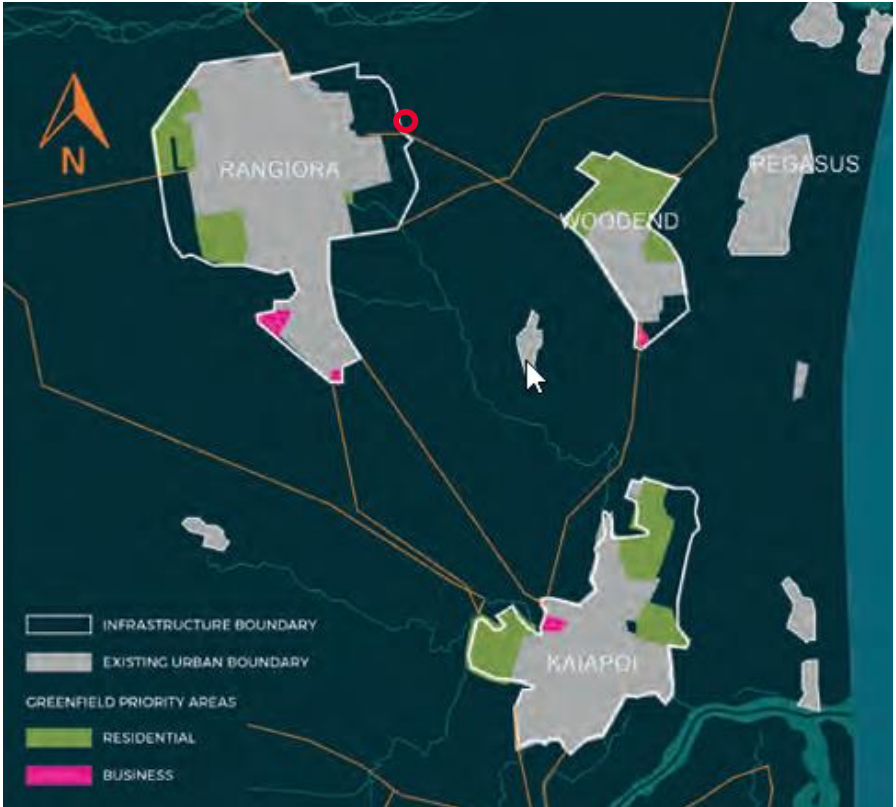 N
RANGIORA
PEGASUS
WOODEND
KAIAPOI
INFRASTRUCTURE BOUNDARY
EXISTING URBAN BOUNDARY
GREENFIELD PRIORITY AREAS
RESIDENTIAL
BUSINESS